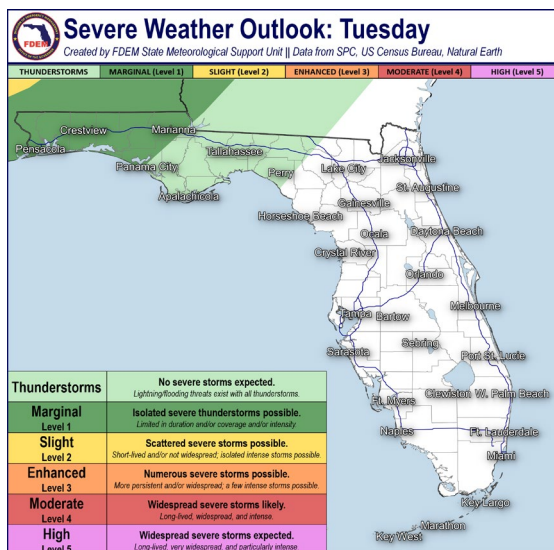 FDEM
Severe Weather Outlook: Tuesday
Created by FDEM State Meteorological Support Unit || Data from SPC, US Census Bureau, Natural Earth
THUNDERSTORMS MARGINAL (Level 1) SLIGHT (Level 2) ENHANCED (Level 3) MODERATE (Level 4) HIGH (Level 5)
Crestview
Marianna
Pensacola
Tallahassee
Jacksonville
Panama City
Perry
Lake City
Apalachicola
St. Augustine
Gainesville
Horseshoe Beach
Ocala
Daytona Beach
Crystal River
Orlando
Melbourne
Tampa
Bartow
Sebring
Sarasota
Port St. Lucie
Clewiston
W. Palm Beach
Ft. Myers
Naples
Ft. Lauderdale
Miami
Key Largo
Marathon
Key West
Thunderstorms
No severe storms expected.
Lightning/flooding threats exist with all thunderstorms.
Marginal
Level 1
Isolated severe thunderstorms possible.
Limited in duration and/or coverage and/or intensity.
Slight
Level 2
Scattered severe storms possible.
Short-lived and/or not widespread; isolated intense storms possible.
Enhanced
Level 3
Numerous severe storms possible.
More persistent and/or widespread; a few intense storms possible.
Moderate
Level 4
Widespread severe storms likely.
Long-lived, widespread, and intense.
High
Level 5
Widespread severe storms expected.
Long-lived, very widespread, and particularly intense.